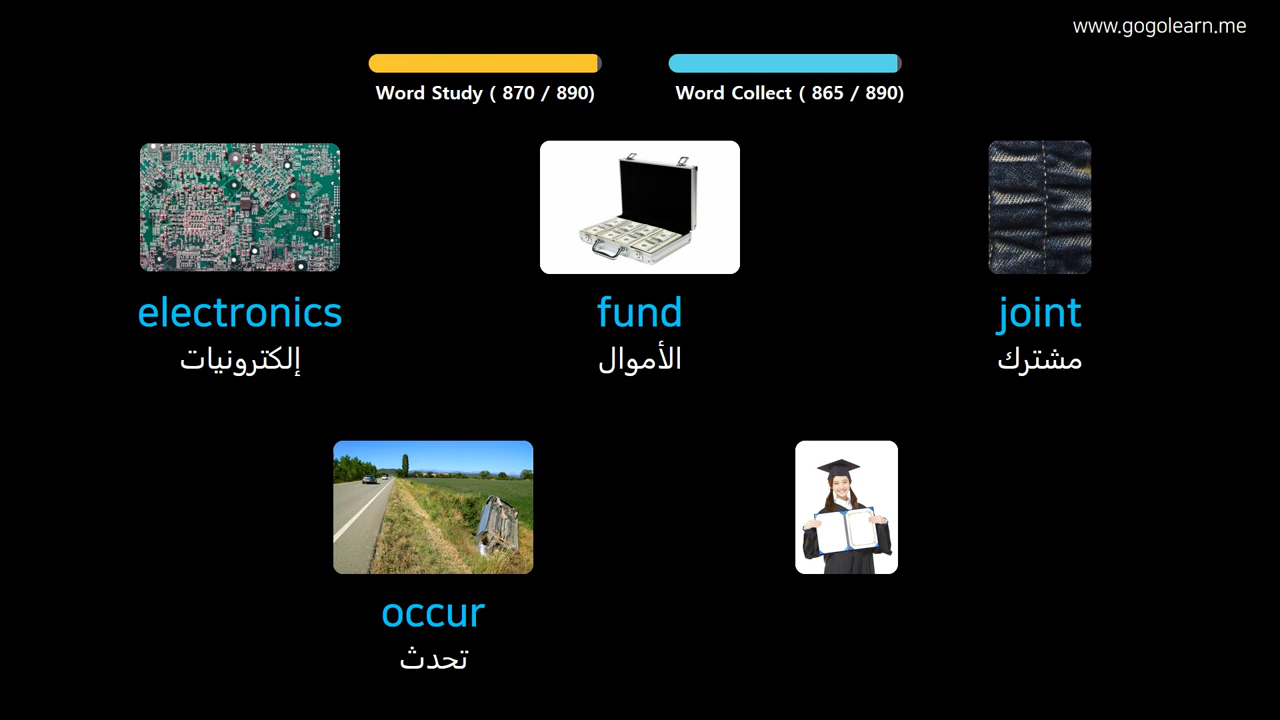 www.gogolearn.me
Word Study ( 870 / 890)
Word Collect ( 865 / 890)
electronics
إلكترونيات
fund
الأموال
joint
مشترك
occur
تحدث